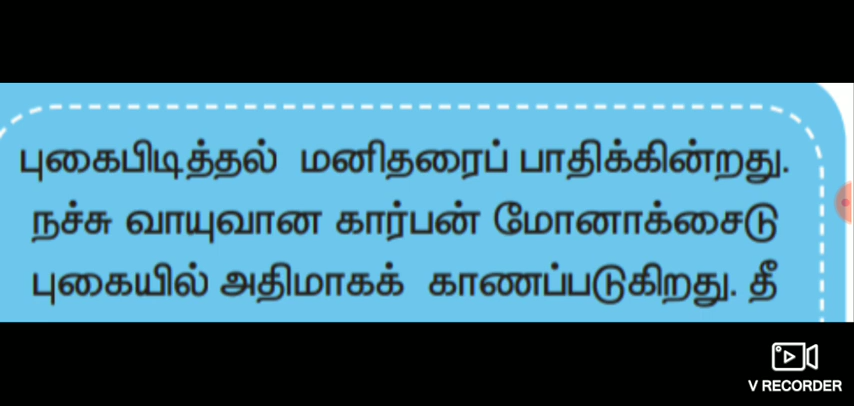 புகைபிடித்தல் மனிதரைப் பாதிக்கின்றது.
நச்சு வாயுவான கார்பன் மோனாக்சைடு
புகையில் அதிமாகக் காணப்படுகிறது. தீ
V RECORDER